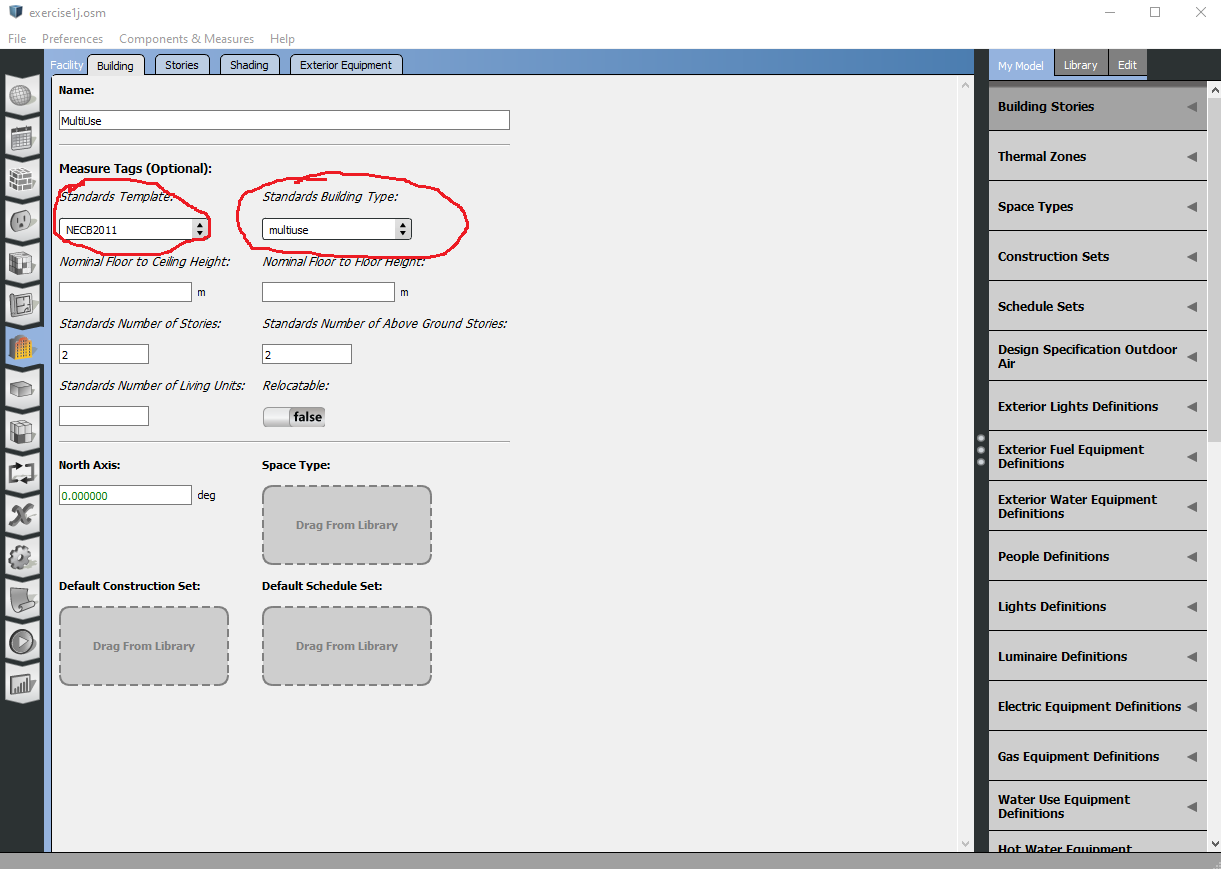 exercise1j.osm
File Preferences Components & Measures Help
Facility Building Stories Shading Exterior Equipment
My Model Library Edit
Name:
MultiUse
Measure Tags (Optional):
Standards Template: Standards Building Type:
NECB2011 multiuse
Nominal Floor to Ceiling Height: Nominal Floor to Floor Height:
m m
Standards Number of Stories: Standards Number of Above Ground Stories:
2 2
Standards Number of Living Units: Relocatable:
false
North Axis: Space Type:
0.000000 deg
Drag From Library
Default Construction Set: Default Schedule Set:
Drag From Library Drag From Library
Building Stories
Thermal Zones
Space Types
Construction Sets
Schedule Sets
Design Specification Outdoor
Air
Exterior Lights Definitions
Exterior Fuel Equipment
Definitions
Exterior Water Equipment
Definitions
People Definitions
Lights Definitions
Luminaire Definitions
Electric Equipment Definitions
Gas Equipment Definitions
Water Use Equipment
Definitions
Hot Water Equipment